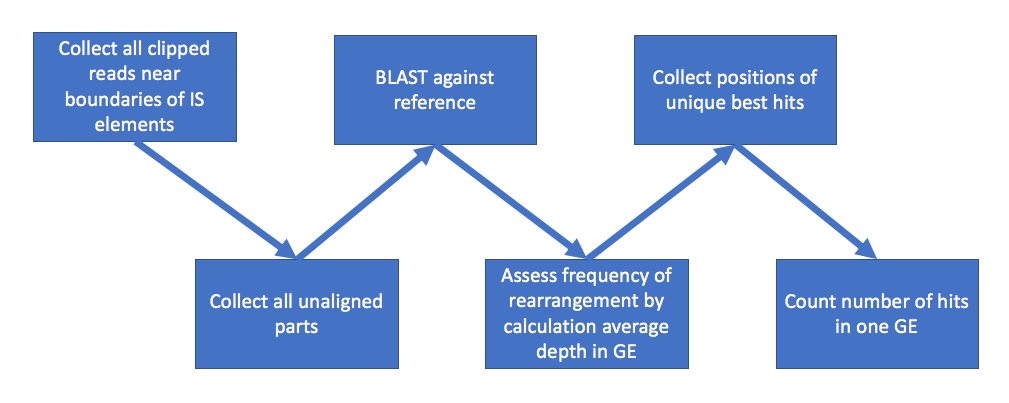 Collect all clipped
reads near
boundaries of IS
elements
Collect all unaligned
parts
BLAST against
reference
Assess frequency of
rearrangement by
calculation average
depth in GE
Collect positions of
unique best hits
Count number of hits
in one GE